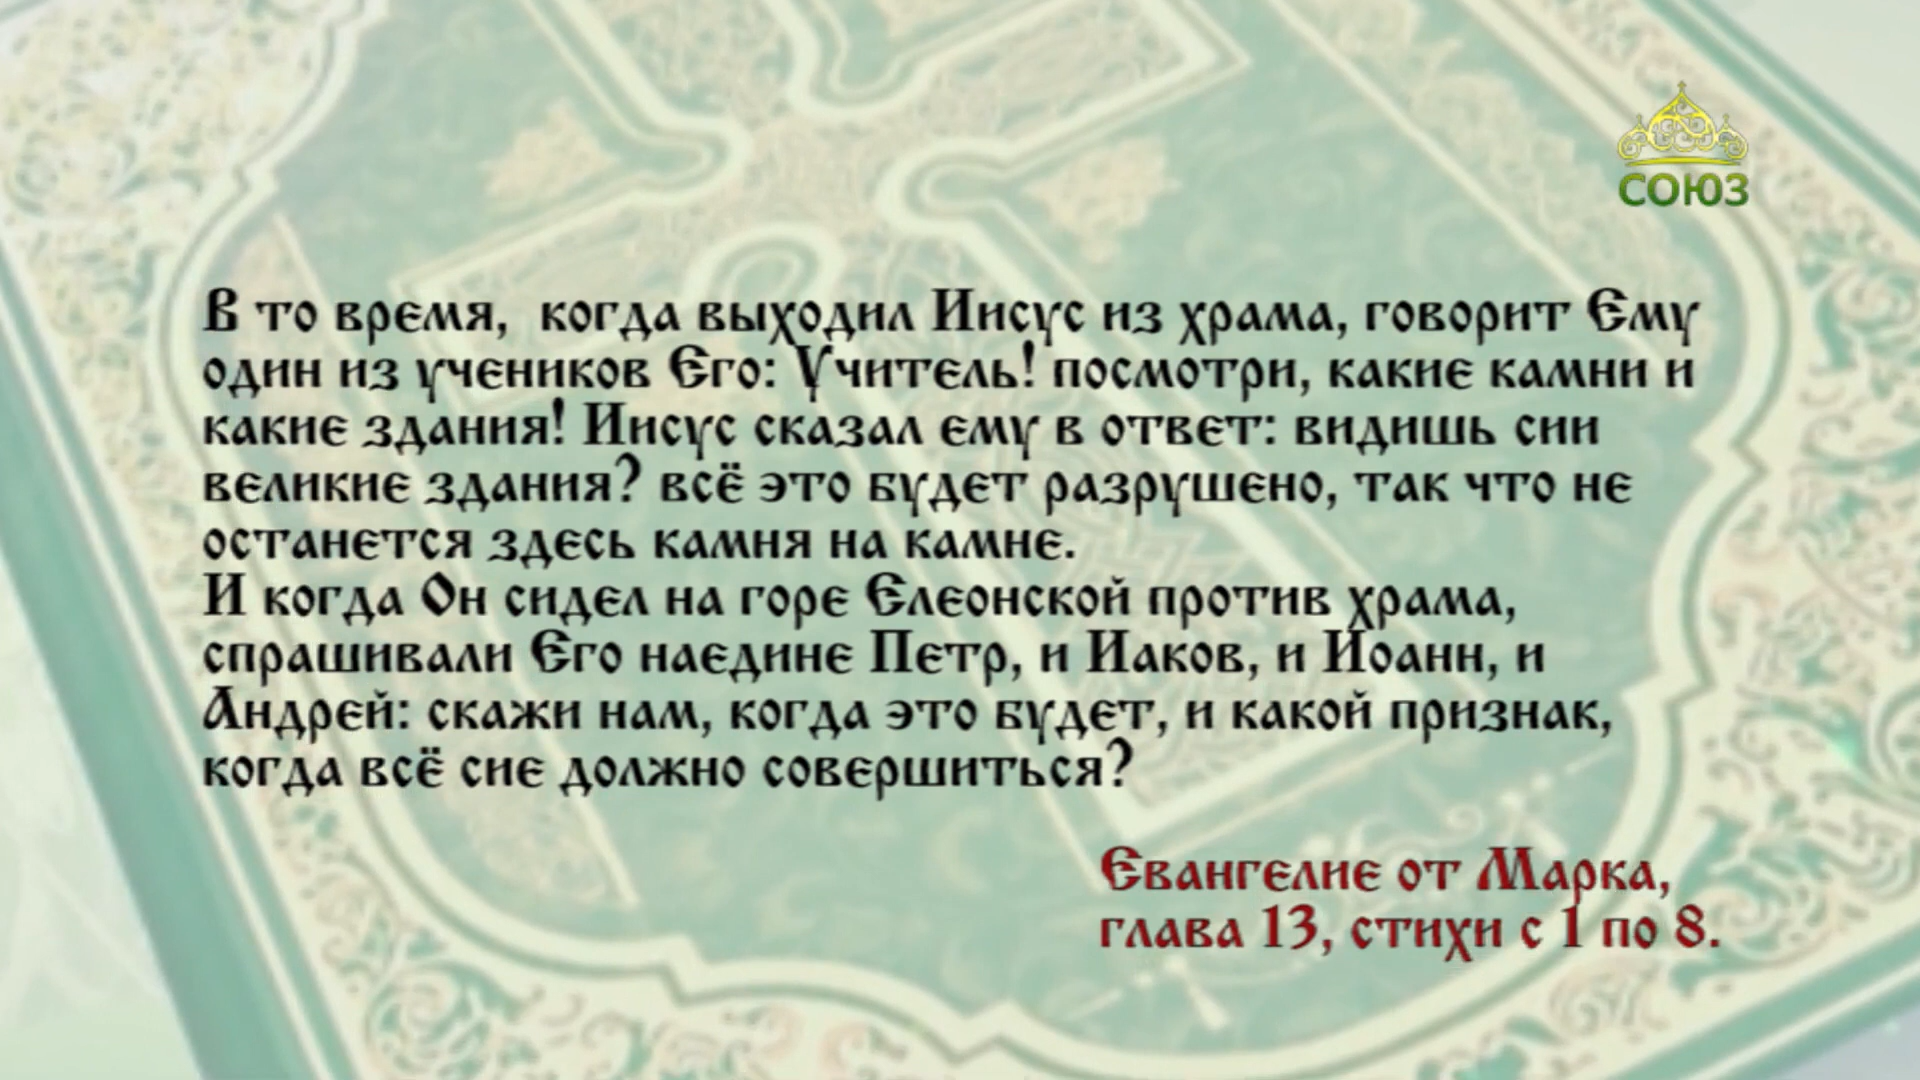 СОЮЗ
В то время,  когда выходил Иисус из храма, говорит Ему
один из учеников Его: Учитель! посмотри, какие камни и
какие здания! Иисус сказал ему в ответ: видишь сии
великие здания? всё это будет разрушено, так что не
останется здесь камня на камне.
И когда Он сидел на горе Елеонской против храма,
спрашивали Его наедине Петр, и Иаков, и Иоанн, и
Андрей: скажи нам, когда это будет, и какой признак,
когда всё сие должно совершиться?
Евангелие от Марка,
глава 13, стихи с 1 по 8.